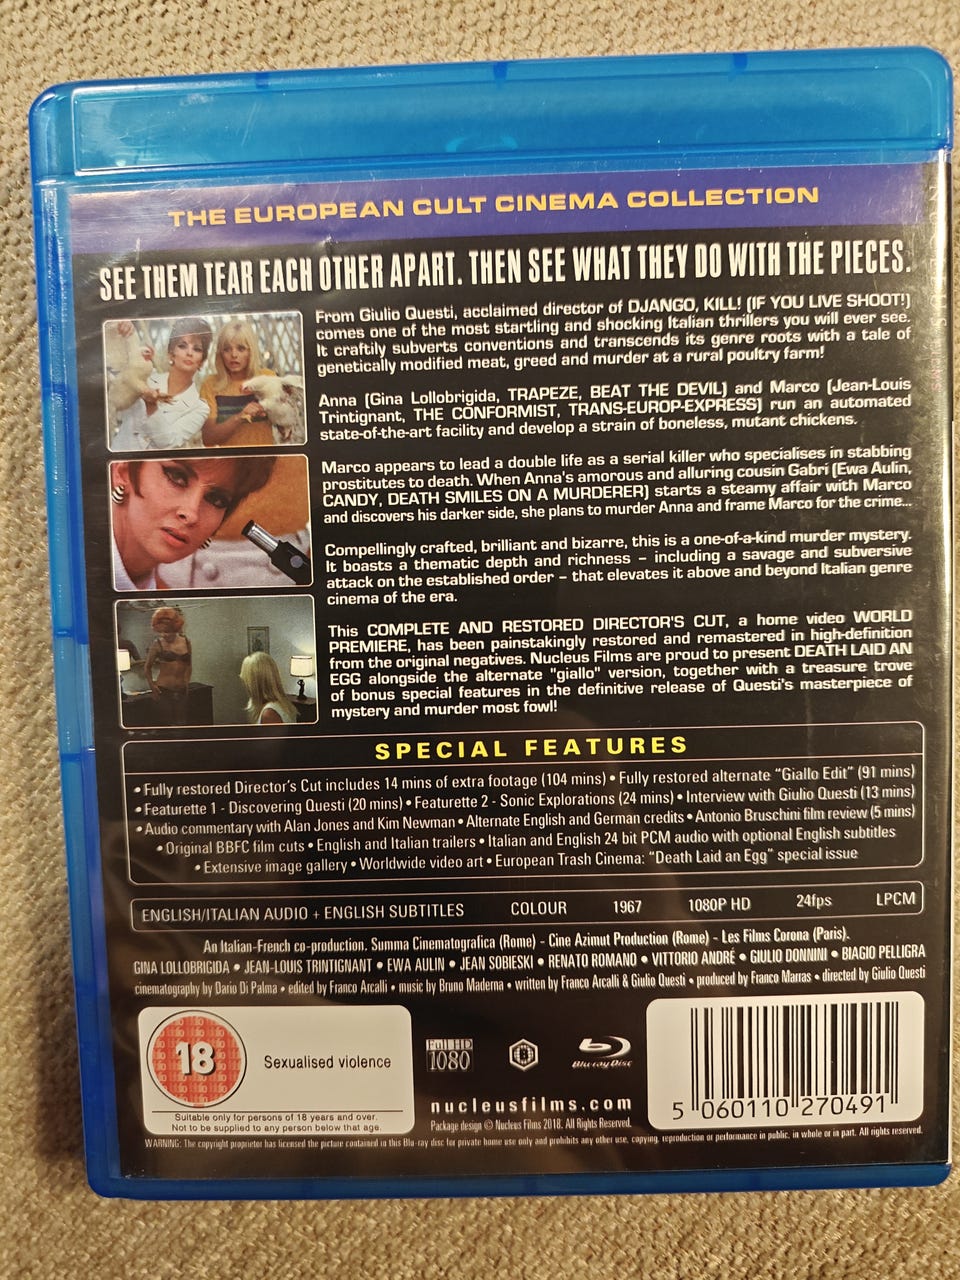 THE EUROPEAN CULT CINEMA COLLECTION
SEE THEM TEAR EACH OTHER APART. THEN SEE WHAT THEY DO WITH THE PIECES.
From Giulio Questi, acclaimed director of DJANGO, KILL! (IF YOU LIVE SHOOT!)
comes one of the most startling and shocking Italian thrillers you will ever see.
It craftily subverts conventions and transcends its genre roots with a tale of
genetically modified meat, greed and murder at a rural poultry farm!
Anna (Gina Lollobrigida, TRAPEZE, BEAT THE DEVIL) and Marco (Jean-Louis
Trintignant, THE CONFORMIST, TRANS-EUROP-EXPRESS) run an automated
state-of-the-art facility and develop a strain of boneless, mutant chickens.
Marco appears to lead a double life as a serial killer who specialises in stabbing
prostitutes to death. When Anna's amorous and alluring cousin Gabri (Ewa Aulin,
CANDY, DEATH SMILES ON A MURDERER) starts a steamy affair with Marco
and discovers his darker side, she plans to murder Anna and frame Marco for the crime...
Compellingly crafted, brilliant and bizarre, this is a one-of-a-kind murder mystery.
It boasts a thematic depth and richness – including a savage and subversive
attack on the established order – that elevates it above and beyond Italian genre
cinema of the era.
This COMPLETE AND RESTORED DIRECTOR'S CUT, a home video WORLD
PREMIERE, has been painstakingly restored and remastered in high-definition
from the original negatives. Nucleus Films are proud to present DEATH LAID AN
EGG alongside the alternate "giallo" version, together with a treasure trove
of bonus special features in the definitive release of Questi's masterpiece of
mystery and murder most fowl!
SPECIAL FEATURES
• Fully restored Director's Cut includes 14 mins of extra footage (104 mins) • Fully restored alternate "Giallo Edit" (91 mins)
• Featurette 1 - Discovering Questi (20 mins) • Featurette 2 - Sonic Explorations (24 mins) • Interview with Giulio Questi (13 mins)
• Audio commentary with Alan Jones and Kim Newman • Alternate English and German credits • Antonio Bruschini film review (5 mins)
• Original BBFC film cuts • English and Italian trailers • Italian and English 24 bit PCM audio with optional English subtitles
• Extensive image gallery • Worldwide video art • European Trash Cinema: "Death Laid an Egg" special issue
ENGLISH/ITALIAN AUDIO + ENGLISH SUBTITLES COLOUR 1967 1080P HD 24fps LPCM
An Italian-French co-production. Summa Cinematografica (Rome) - Cine Azimut Production (Rome) - Les Films Corona (Paris).
GINA LOLLOBRIGIDA • JEAN-LOUIS TRINTIGNANT • EWA AULIN • JEAN SOBIESKI • RENATO ROMANO • VITTORIO ANDRÉ • GIULIO DONNINI • BIAGIO PELLIGRA
cinematography by Dario Di Palma • edited by Franco Arcalli • music by Bruno Maderna • written by Franco Arcalli & Giulio Questi • produced by Franco Marras • directed by Giulio Questi
18
Sexualised violence
Suitable only for persons of 18 years and over.
Not to be supplied to any person below that age.
Full HD
1080
B
Blu-ray Disc
nucleusfilms.com
Package design © Nucleus Films 2018. All Rights Reserved.
5 060110 270491
WARNING: The copyright proprietor has licensed the picture contained in this Blu-ray disc for private home use only and prohibits any other use, copying, reproduction or performance in public, in whole or in part. All rights reserved.